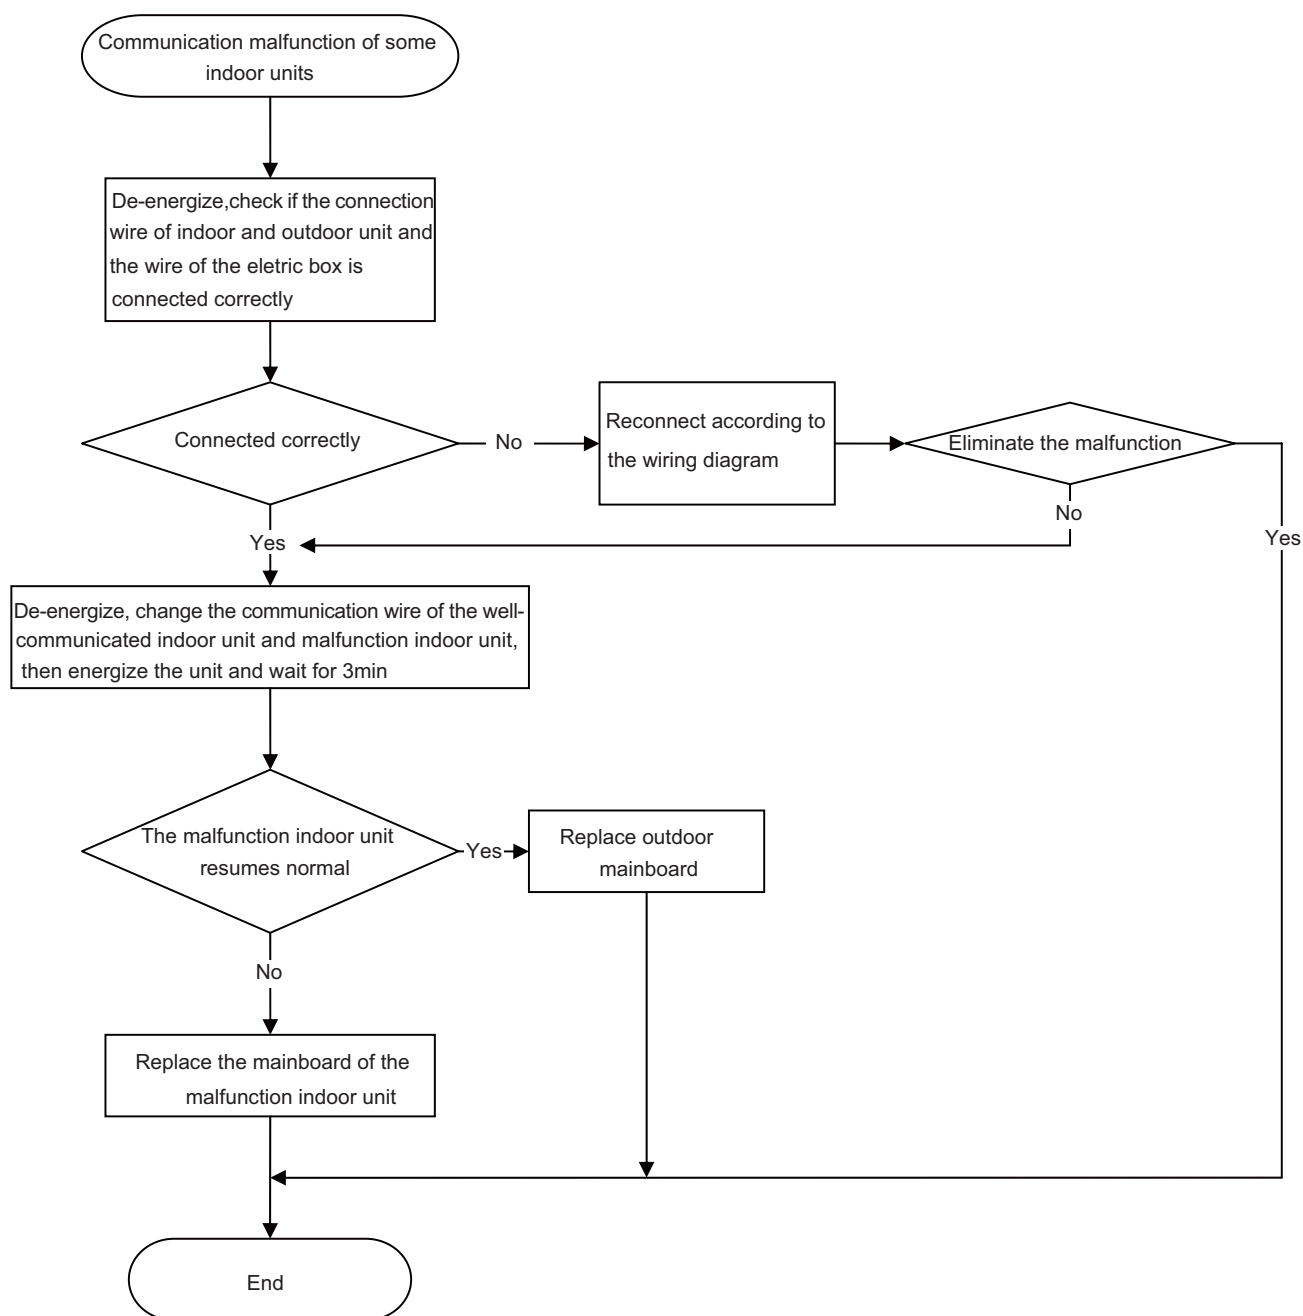 Communication malfunction of some
indoor units
De-energize,check if the connection
wire of indoor and outdoor unit and
the wire of the eletric box is
connected correctly
Connected correctly
No
Reconnect according to
the wiring diagram
Eliminate the malfunction
No
Yes
Yes
De-energize, change the communication wire of the well-
communicated indoor unit and malfunction indoor unit,
then energize the unit and wait for 3min
The malfunction indoor unit
resumes normal
Yes
Replace outdoor
mainboard
No
Replace the mainboard of the
malfunction indoor unit
End